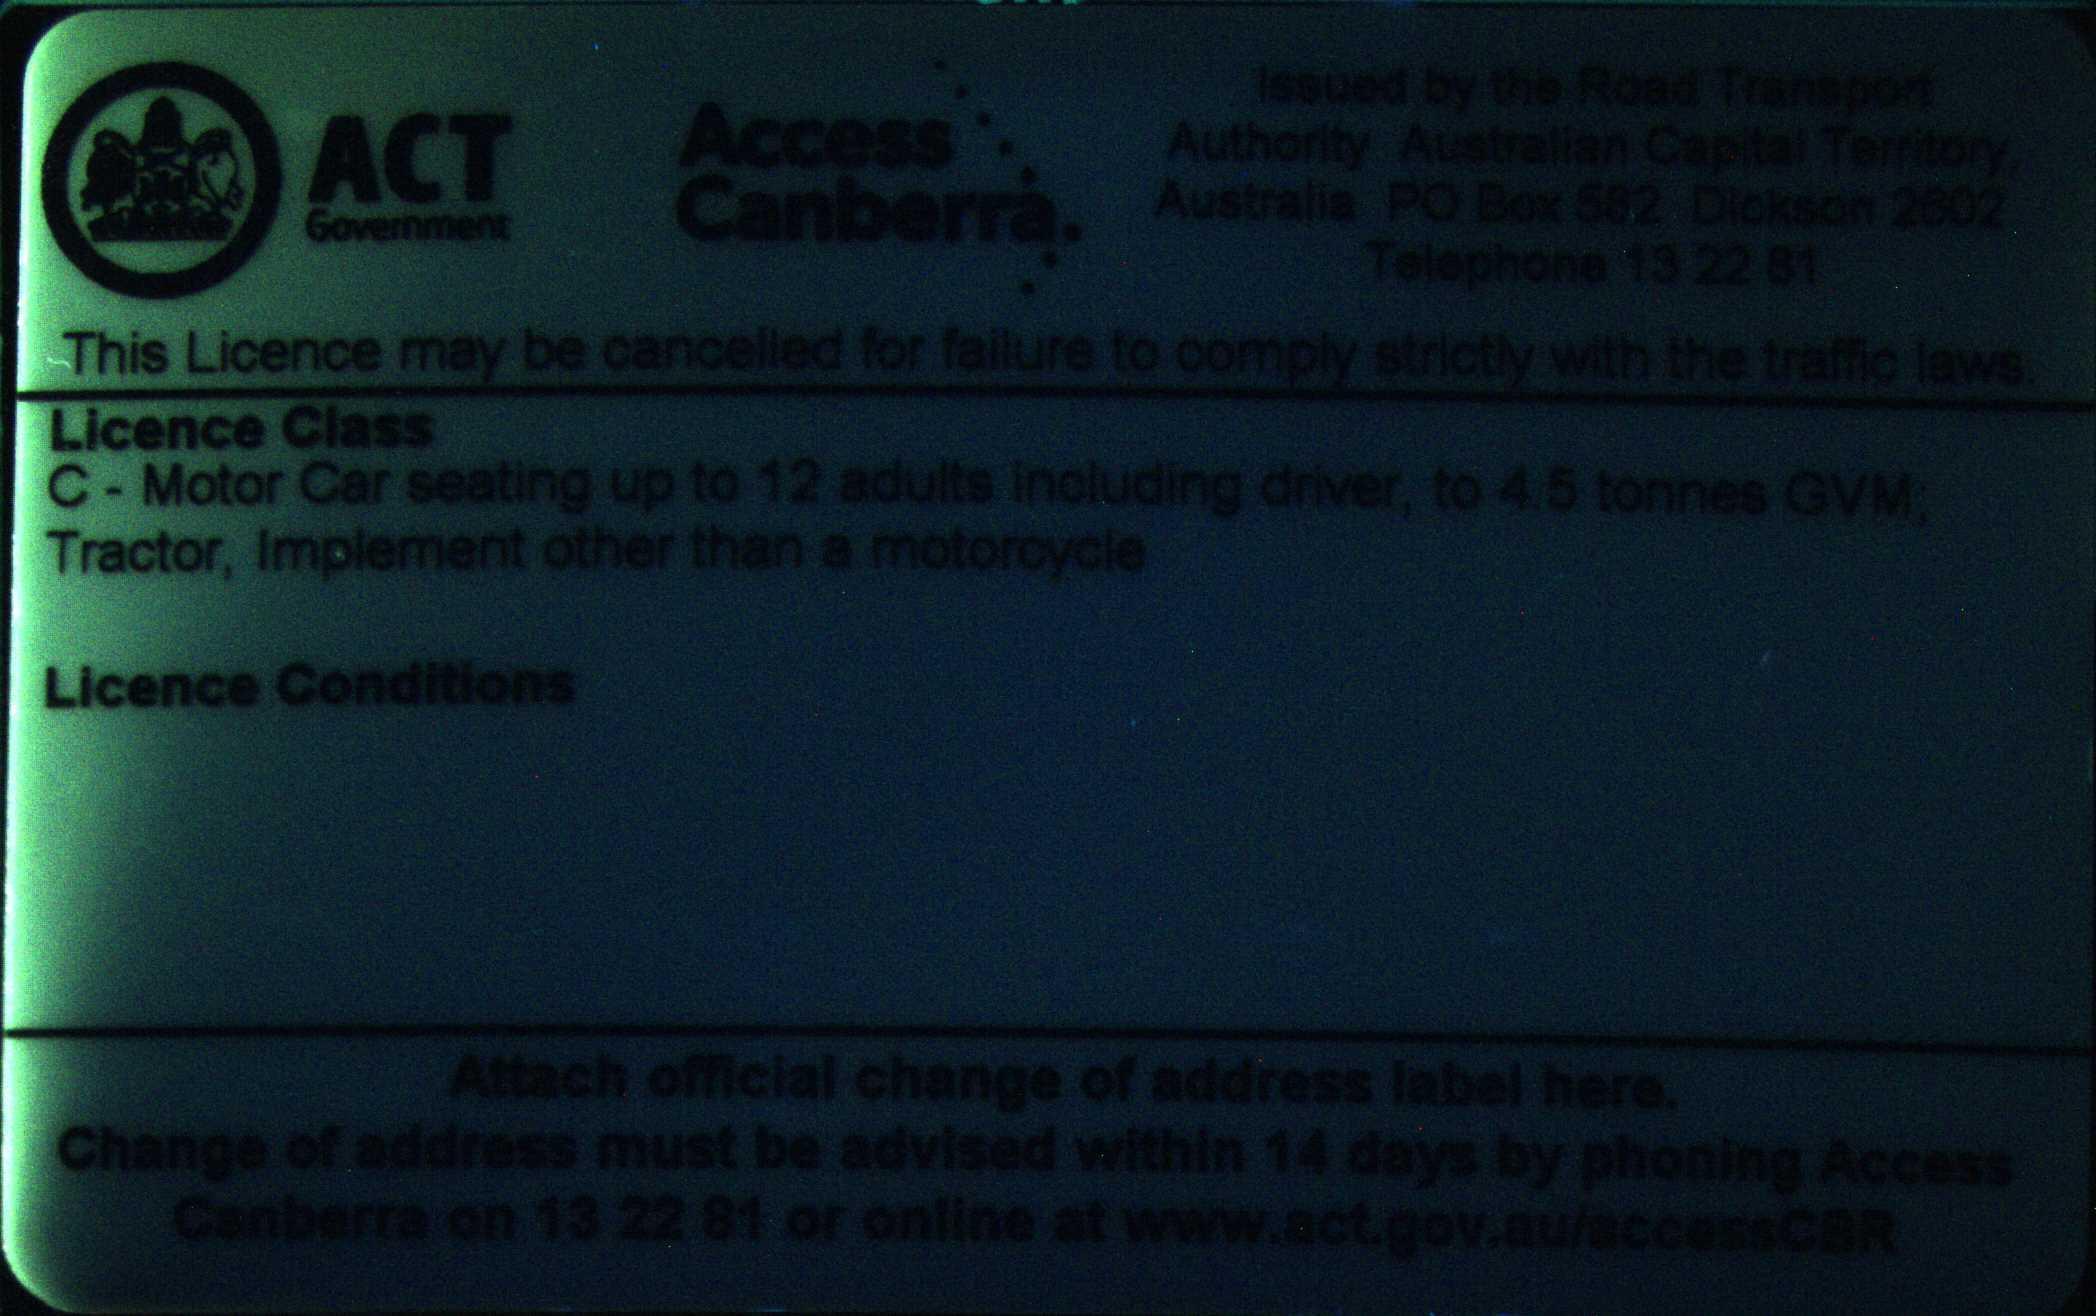 ACT
Government
Access
Canberra.
Issued by the Road Transport
Authority Australian Capital Territory,
Australia PO Box 582 Dickson 2602
Telephone 13 22 81
This Licence may be cancelled for failure to comply strictly with the traffic laws.
Licence Class
C - Motor Car seating up to 12 adults including driver, to 4.5 tonnes GVM;
Tractor, Implement other than a motorcycle
Licence Conditions
Attach official change of address label here.
Change of address must be advised within 14 days by phoning Access
Canberra on 13 22 81 or online at www.act.gov.au/accessCBR